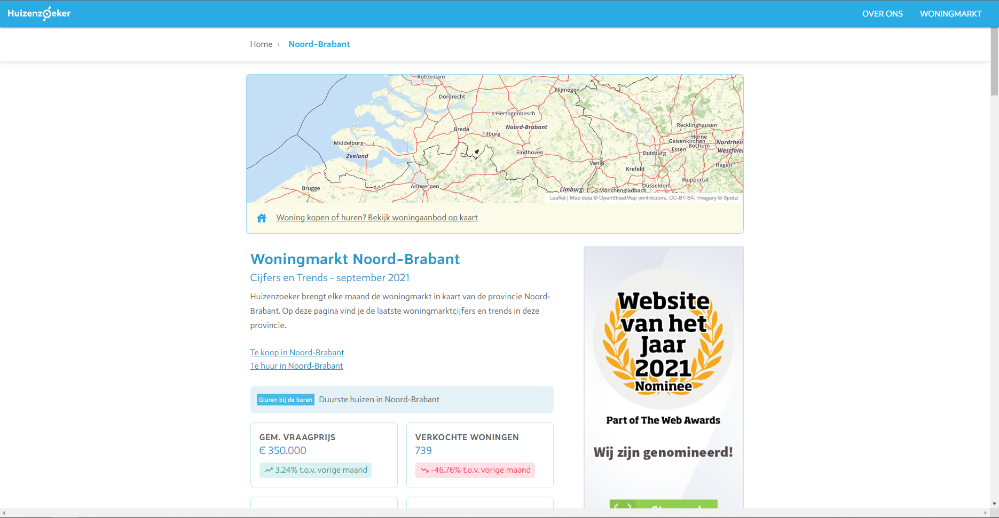 Huizenzoeker
OVER ONS
WONINGMARKT
Home › Noord-Brabant
Rotterdam
Dordrecht
Nijmegen
's-Hertogenbosch
Noord-Brabant
Breda
Tilburg
Recklinghausen
Herne
Gelsenkirchen
Bochum
Nordrhein
Westfalen
Middelburg
Zeeland
Eindhoven
Essen
Duisburg
Venlo
Krefeld
Hagen
Wuppertal
Brugge
Antwerpen
Düsseldorf
Limburg
Mönchengladbach
Leaflet | Map data © OpenStreetMap contributors, CC-BY-SA, Imagery © Spotzi
Woning kopen of huren? Bekijk woningaanbod op kaart
Woningmarkt Noord-Brabant
Cijfers en Trends - september 2021
Huizenzoeker brengt elke maand de woningmarkt in kaart van de provincie Noord-
Brabant. Op deze pagina vind je de laatste woningmarktcijfers en trends in deze
provincie.
Te koop in Noord-Brabant
Te huur in Noord-Brabant
Gluren bij de buren Duurste huizen in Noord-Brabant
GEM. VRAAGPRIJS
€ 350.000
3.24% t.o.v. vorige maand
VERKOCHTE WONINGEN
739
-46.76% t.o.v. vorige maand
Website
van het
Jaar
2021
Nominee
Part of The Web Awards
Wij zijn genomineerd!